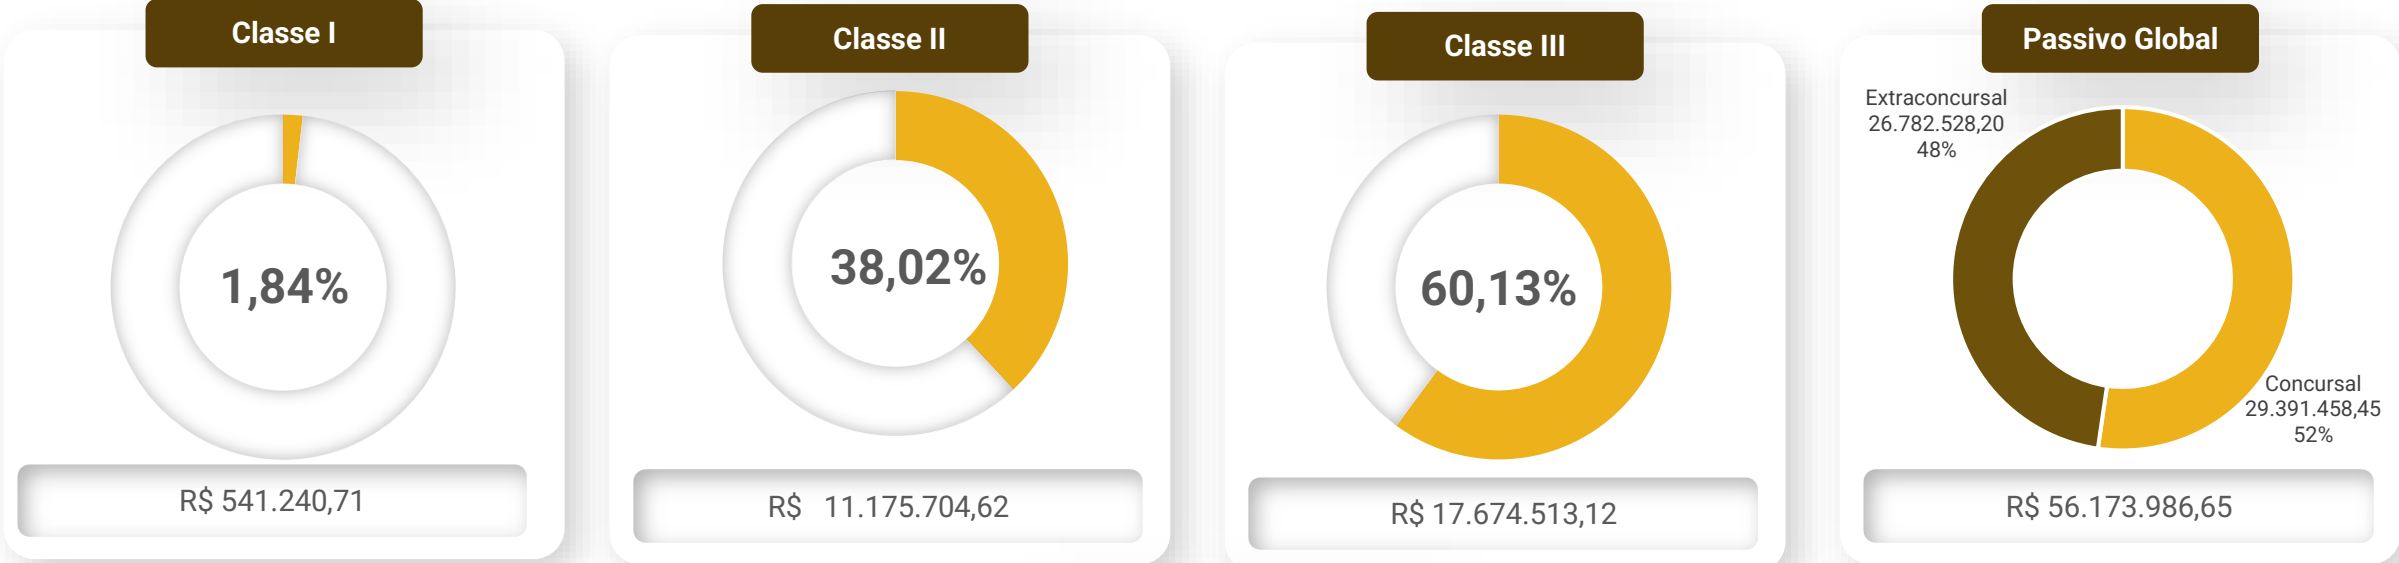 Classe I
1,84%
R$ 541.240,71
Classe II
38,02%
R$ 11.175.704,62
Classe III
60,13%
R$ 17.674.513,12
Passivo Global
Extraconcursal
26.782.528,20
48%
Concursal
29.391.458,45
52%
R$ 56.173.986,65